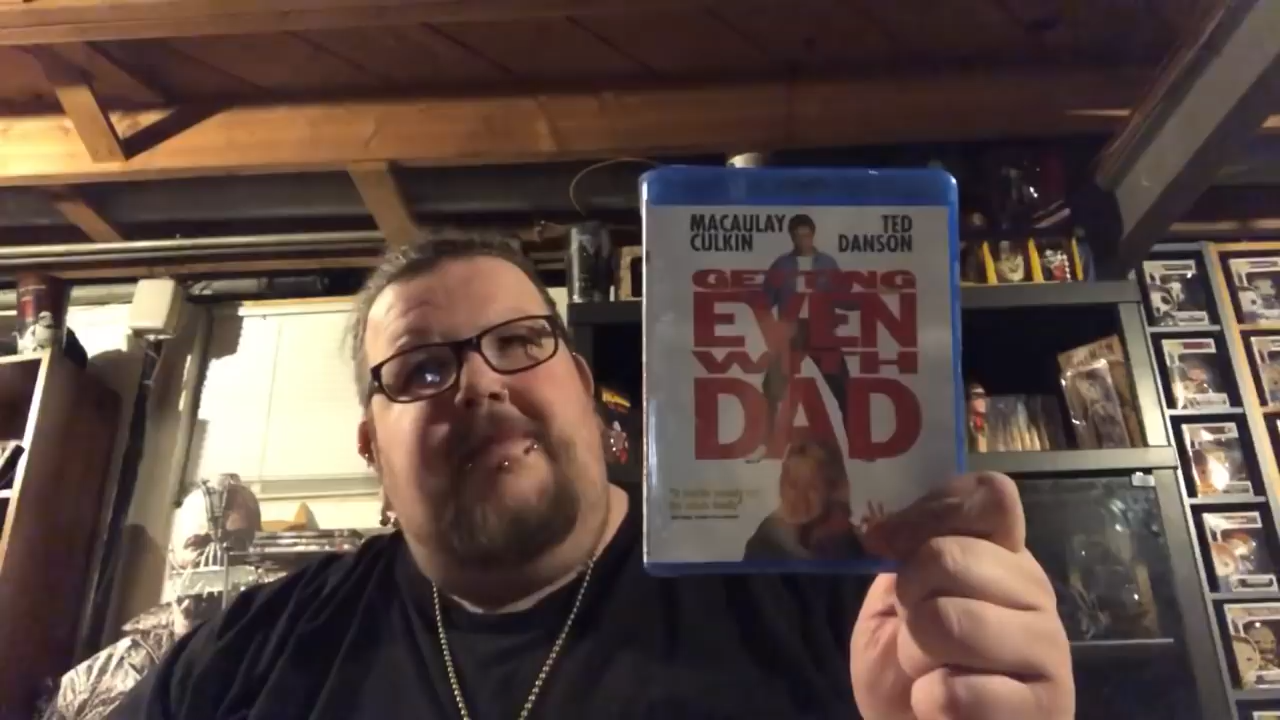 MACAULAY TED
CULKIN DANSON
GETTING
EVEN
WITH
DAD